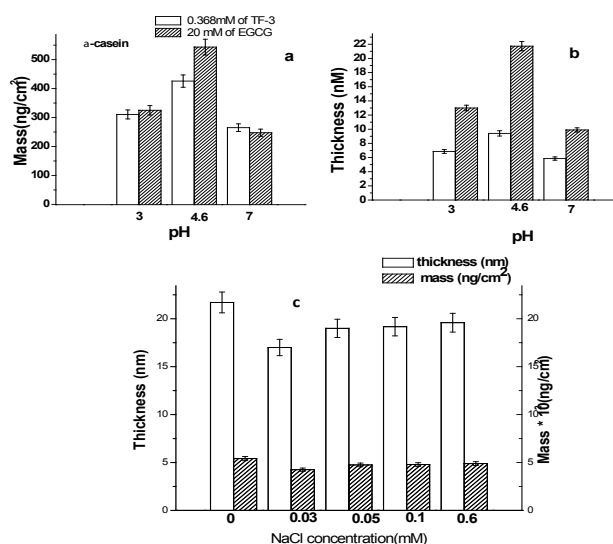 0.368mM of TF-3
20 mM of EGCG
a-casein
a
Mass(ng/cm²)
500
400
300
200
100
0
3 4.6 7
pH
b
Thickness (nM)
22
20
18
16
14
12
10
8
6
4
2
0
3 4.6 7
pH
thickness (nm)
mass (ng/cm²)
c
Thickness (nm)
20
15
10
5
0
Mass * 10²(ng/cm²)
20
15
10
5
0
0 0.03 0.05 0.1 0.6
NaCl concentration(mM)